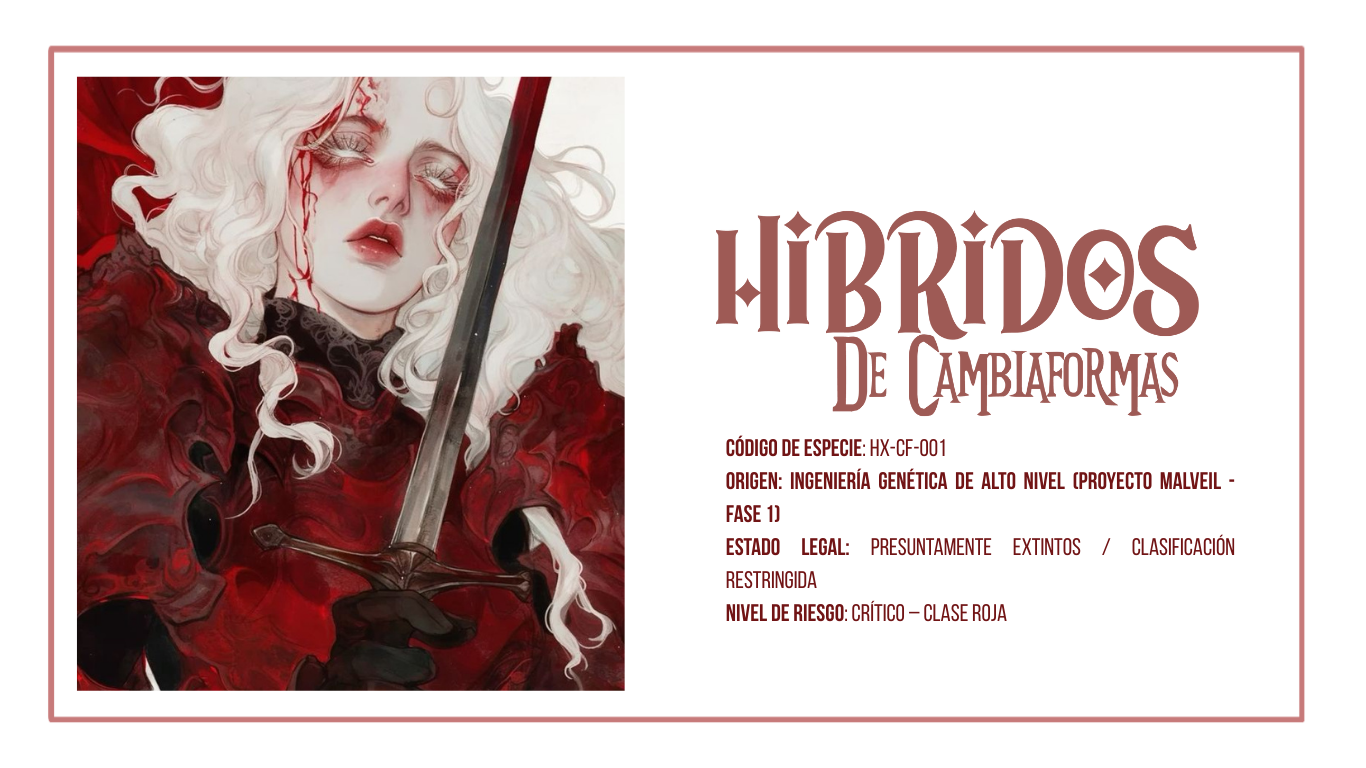 HíBRiDOS
De Cambiaformas
CÓDIGO DE ESPECIE: HX-CF-001
ORIGEN: INGENIERÍA GENÉTICA DE ALTO NIVEL (PROYECTO MALVEIL -
FASE 1)
ESTADO LEGAL: PRESUNTAMENTE EXTINTOS / CLASIFICACIÓN
RESTRINGIDA
NIVEL DE RIESGO: CRÍTICO – CLASE ROJA